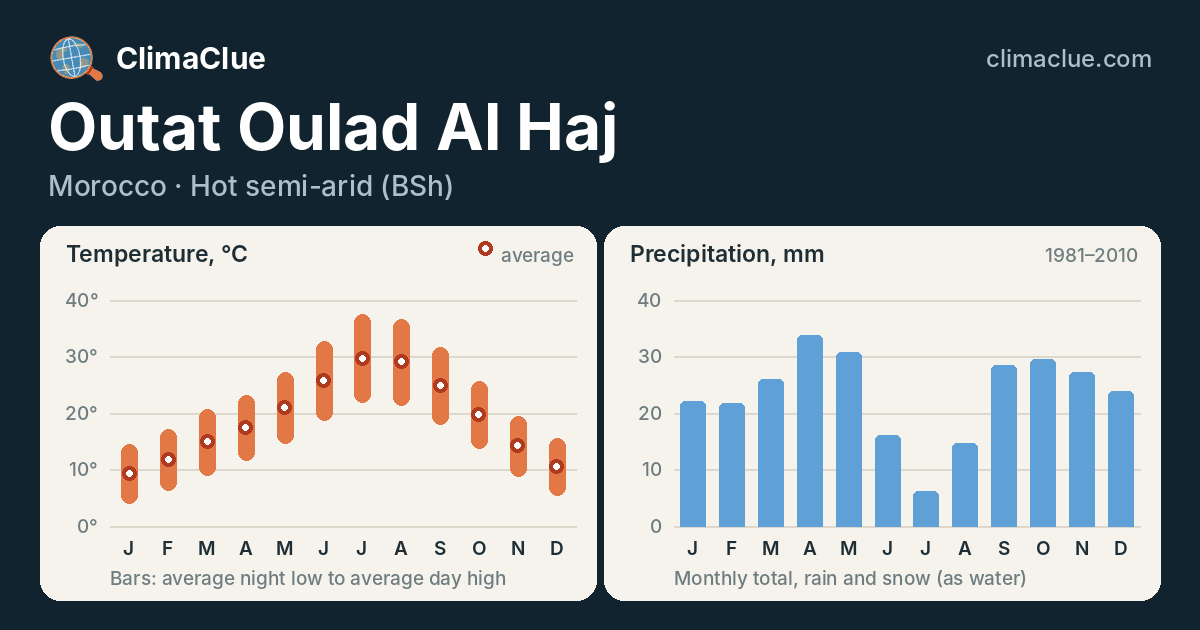 ClimaClue
climaclue.com
Outat Oulad Al Haj
Morocco · Hot semi-arid (BSh)
Temperature, °C
average
40°
30°
20°
10°
0°
J F M A M J J A S O N D
Bars: average night low to average day high
Precipitation, mm
1981–2010
40
30
20
10
0
J F M A M J J A S O N D
Monthly total, rain and snow (as water)